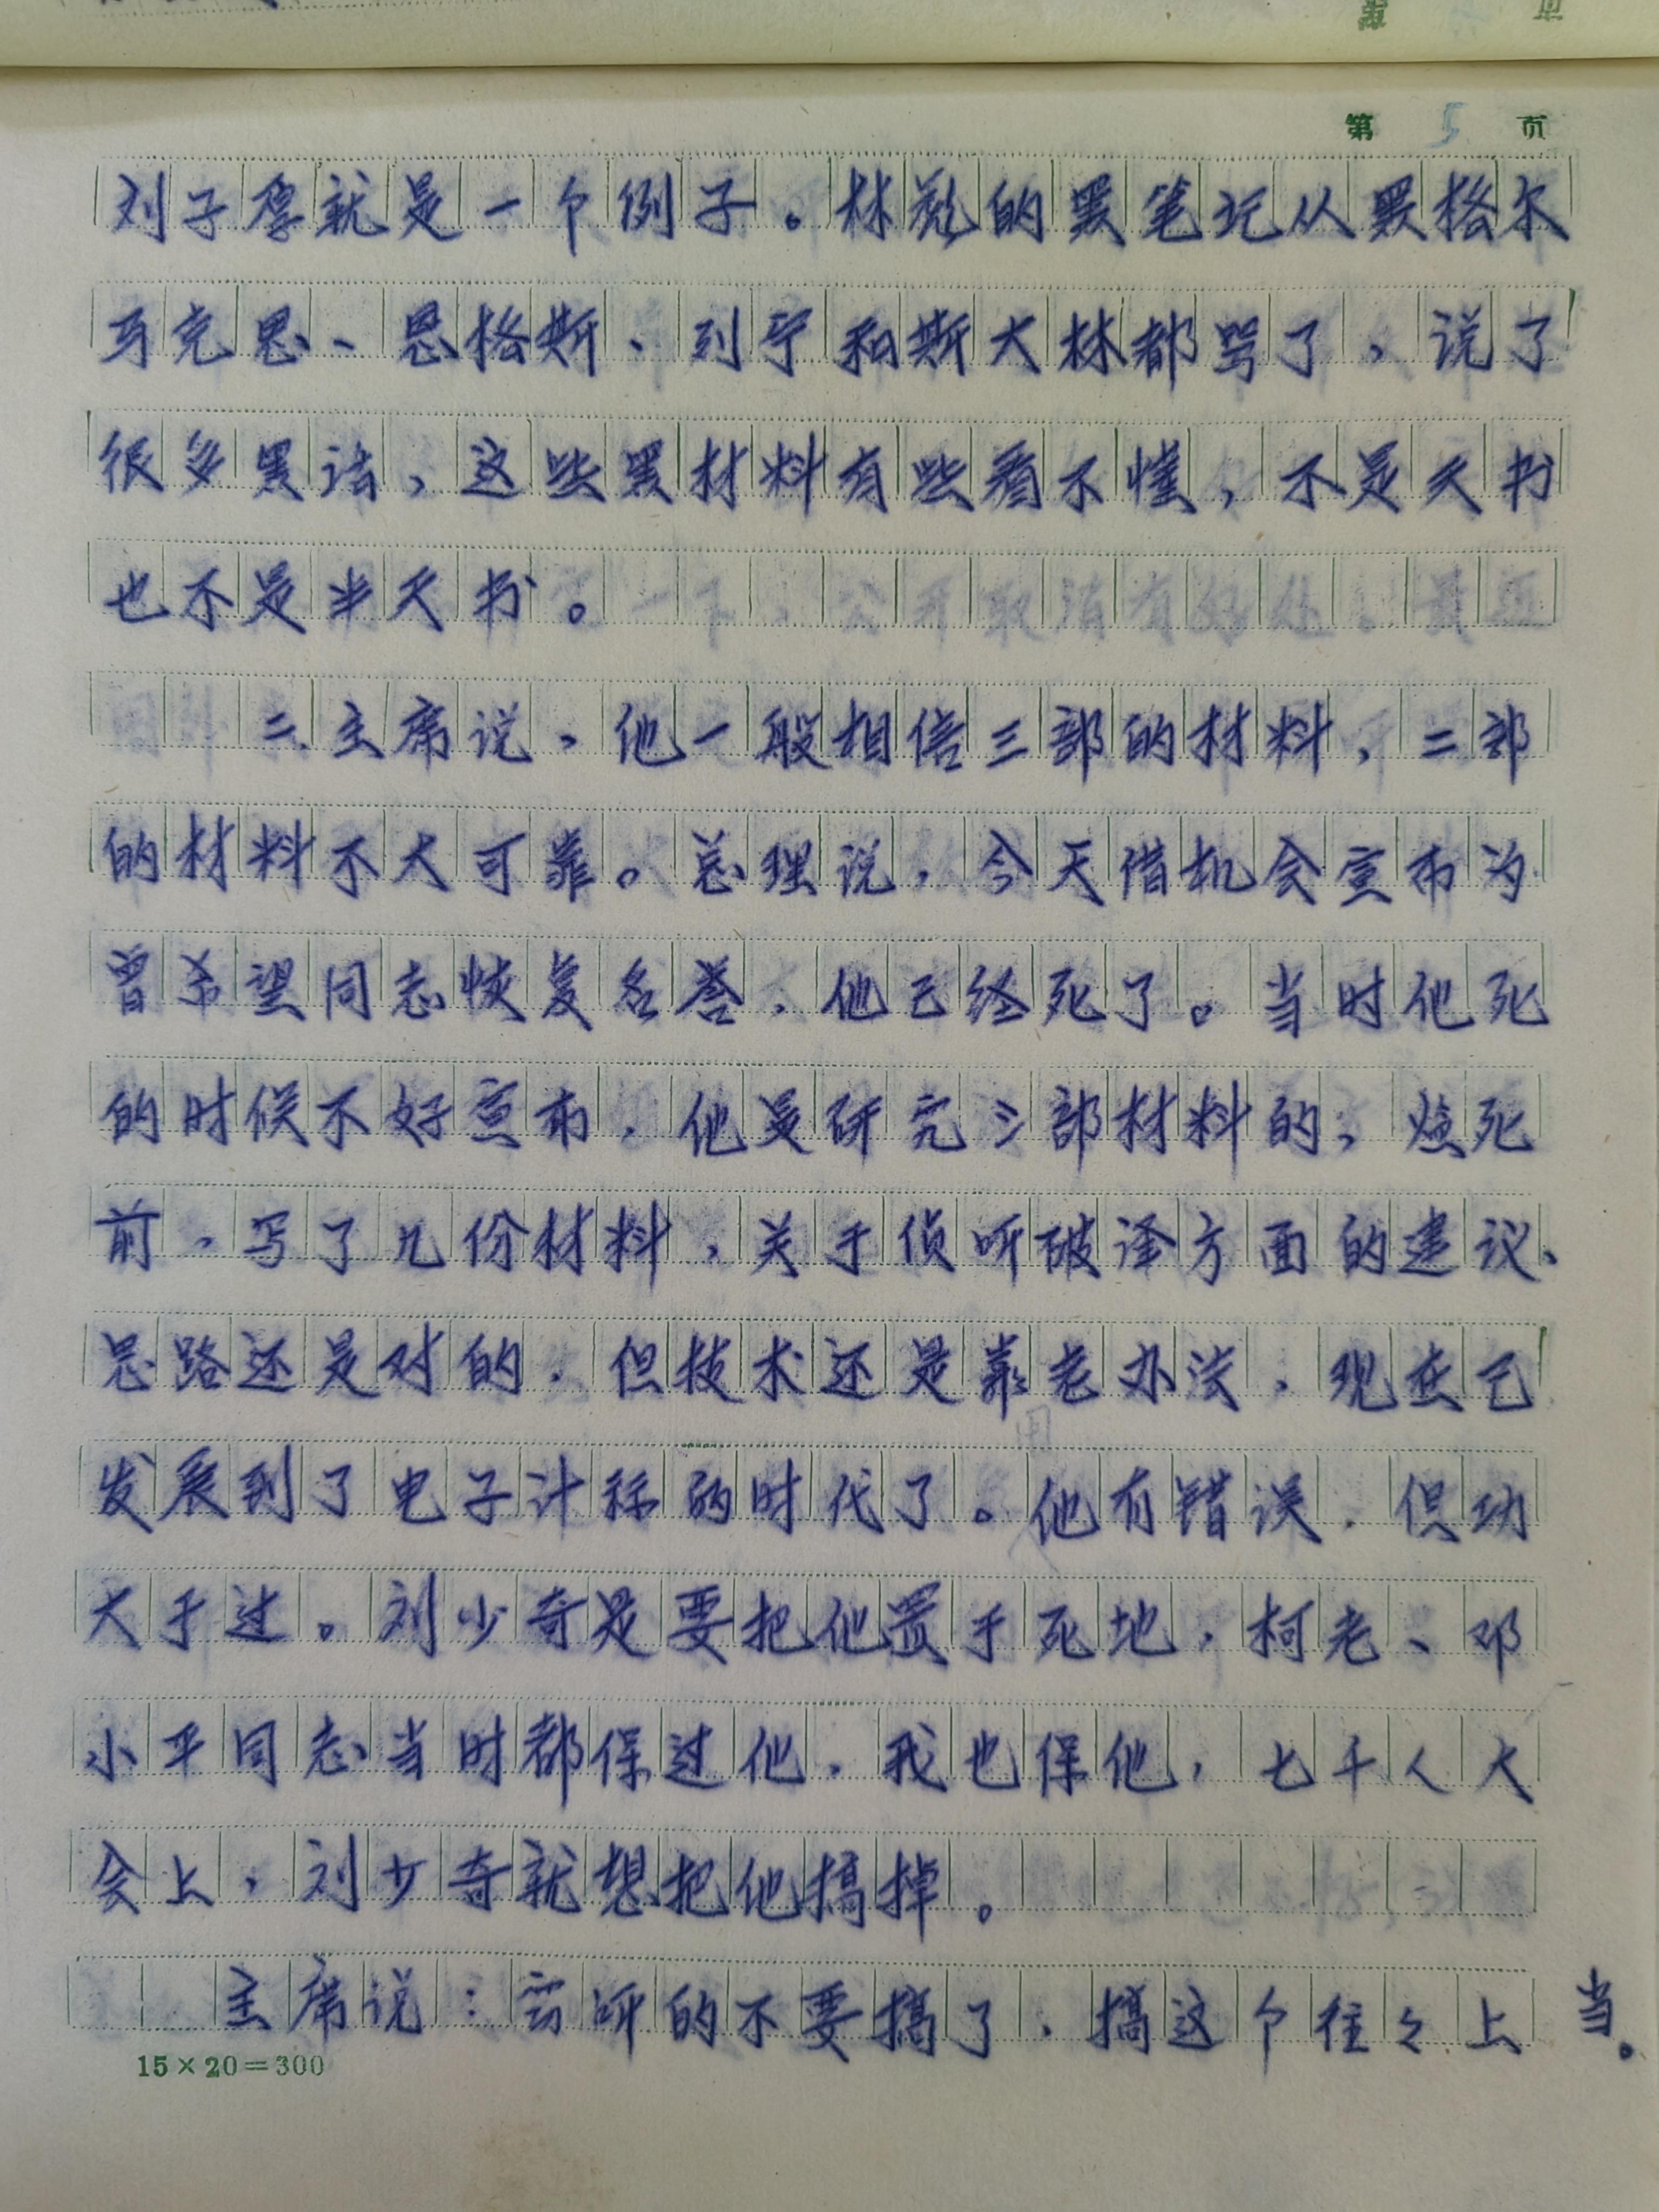 第 5 页
刘子厚就是一个例子。林彪的黑笔记从黑格尔
马克思、恩格斯、列宁和斯大林都骂了，说了
很多黑话，这些黑材料有些看不懂，不是天书
也不是半天书。
二、主席说，他一般相信三部的材料，二部
的材料不大可靠。总理说，今天借机会宣布为
曾希圣同志恢复名誉，他已经死了。当时他死
的时候不好宣布，他是研究三部材料的，临死
前，写了几份材料，关于侦听破译方面的建议、
思路还是对的，但技术还是靠老办法，现在已
发展到了电子计称的时代了。他有错误，但功
大于过。刘少奇是要把他置于死地，柯老、邓
小平同志当时都保过他，我也保他，七千人大
会上，刘少奇就想把他搞掉。
主席说：窃听的不要搞了，搞这个往々上当。
15×20=300